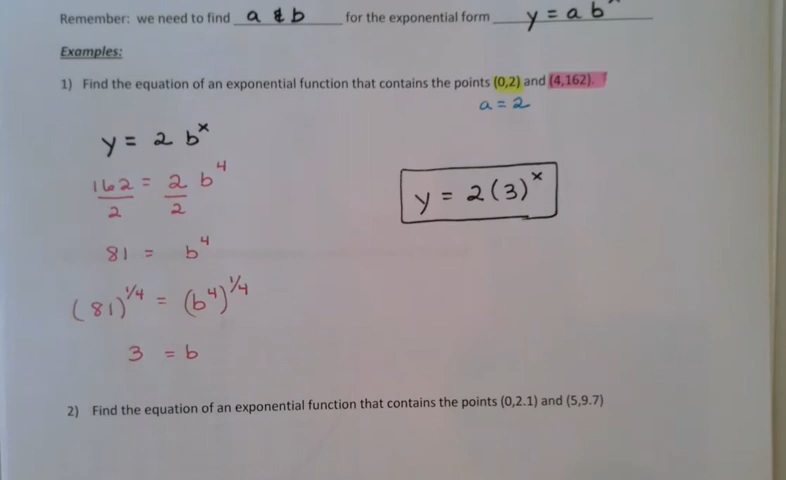 Remember: we need to find a & b for the exponential form y = a b^x
Examples:
1) Find the equation of an exponential function that contains the points (0,2) and (4,162).
a = 2
y = 2 b^x
162/2 = 2/2 b^4
y = 2(3)^x
81 = b^4
(81)^1/4 = (b^4)^1/4
3 = b
2) Find the equation of an exponential function that contains the points (0,2.1) and (5,9.7)